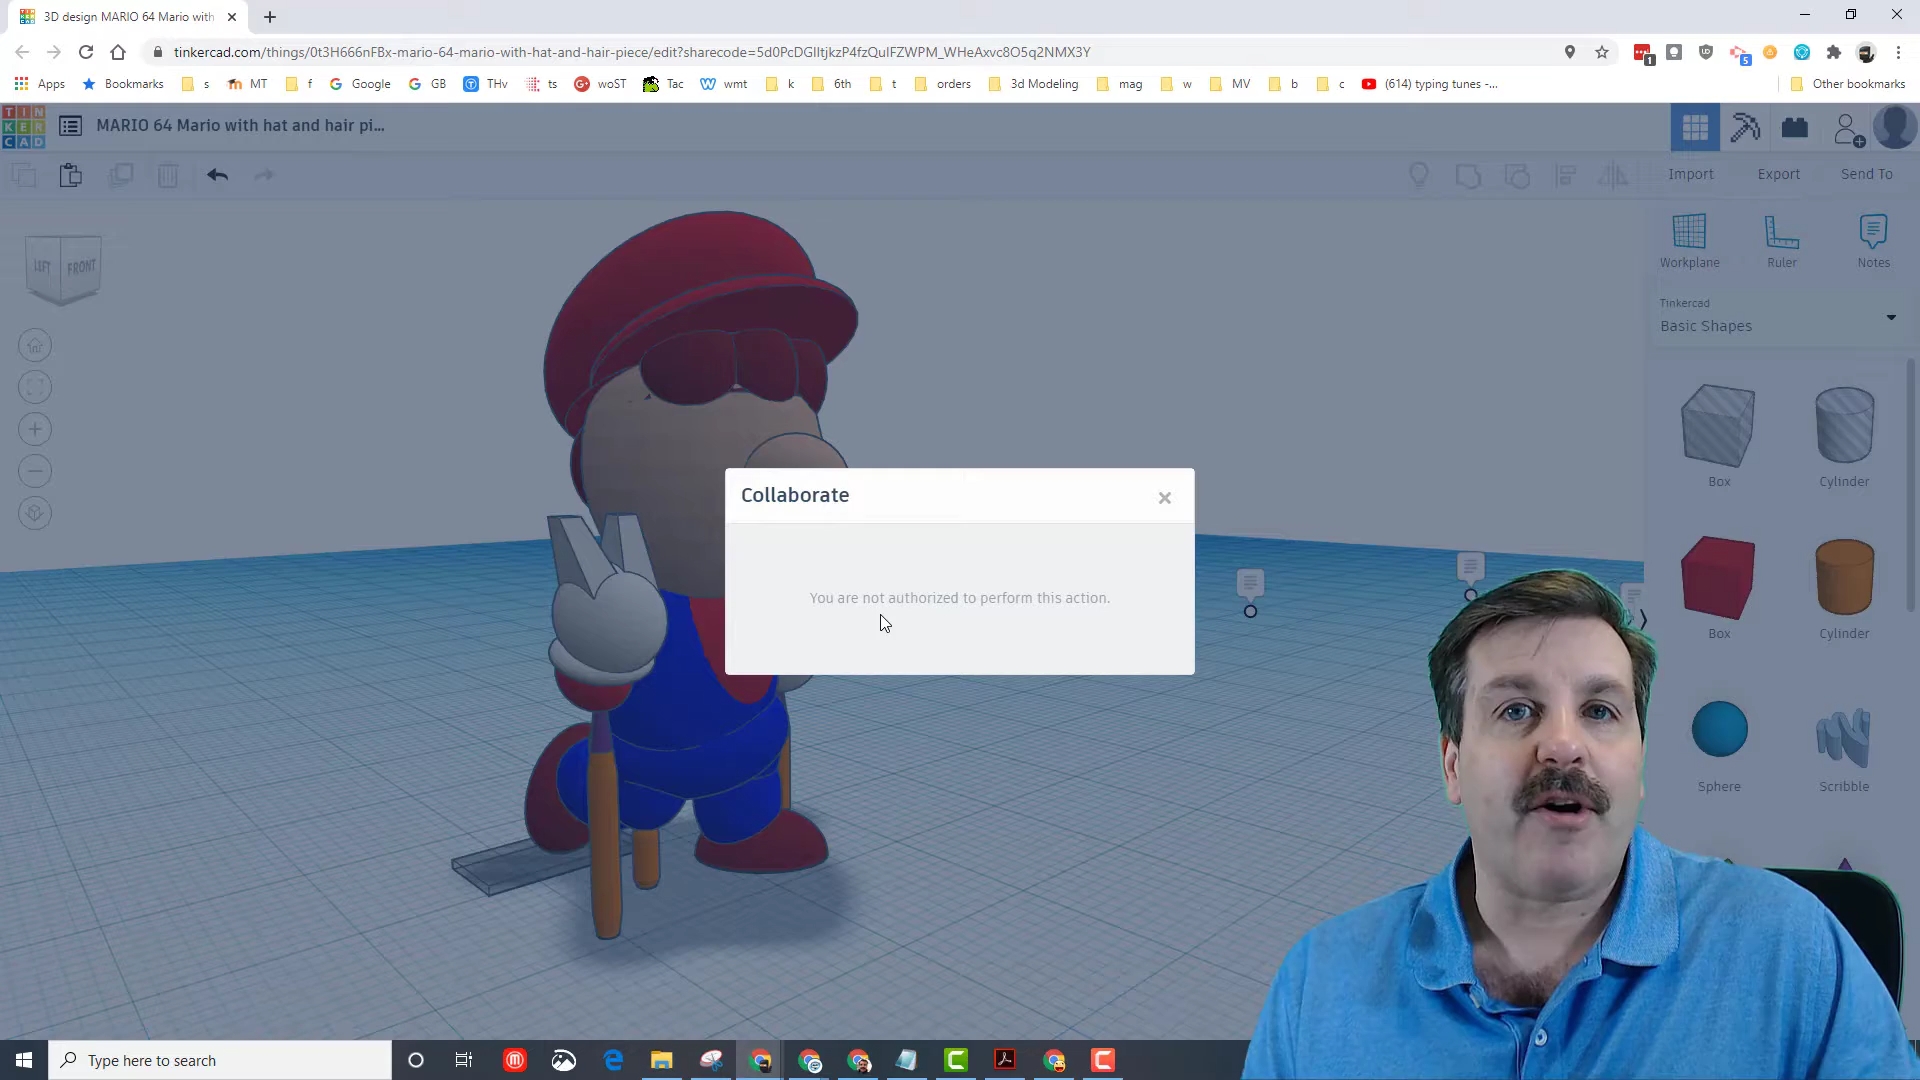 3D design MARIO 64 Mario with
tinkercad.com/things/0t3H666nFBx-mario-64-mario-with-hat-and-hair-piece/edit?sharecode=5d0PcDGlItjkzP4fzQuIFZWPM_WHeAxvc8O5q2NMX3Y
1
5
Apps
Bookmarks
s
MT
f
Google
GB
THv
ts
woST
Tac
wmt
k
6th
t
orders
3d Modeling
mag
w
MV
b
c
(614) typing tunes -...
Other bookmarks
TIN
KER
CAD
MARIO 64 Mario with hat and hair pi...
Import
Export
Send To
LEFT
FRONT
Workplane
Ruler
Notes
Tinkercad
Basic Shapes
Box
Cylinder
Collaborate
You are not authorized to perform this action.
Box
Cylinder
Sphere
Scribble
Type here to search